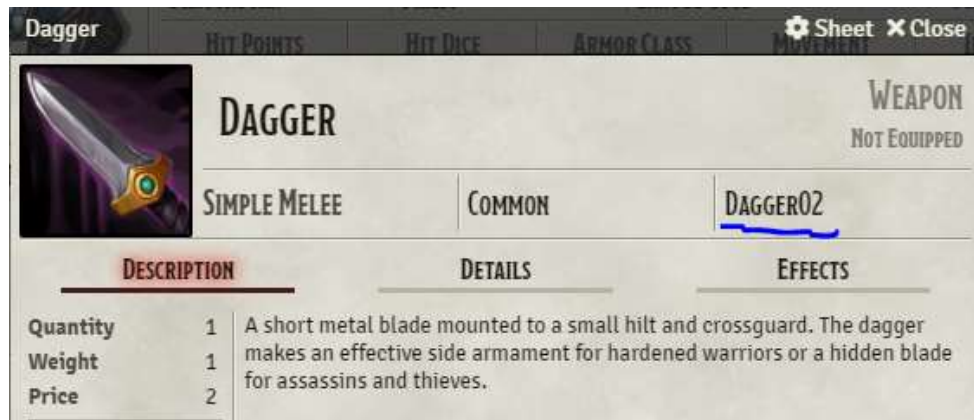 Dagger
Sheet Close
HIT POINTS HIT DICE ARMOR CLASS MOVEMENT
DAGGER
WEAPON
NOT EQUIPPED
SIMPLE MELEE COMMON DAGGER02
DESCRIPTION DETAILS EFFECTS
Quantity 1
Weight 1
Price 2
A short metal blade mounted to a small hilt and crossguard. The dagger
makes an effective side armament for hardened warriors or a hidden blade
for assassins and thieves.